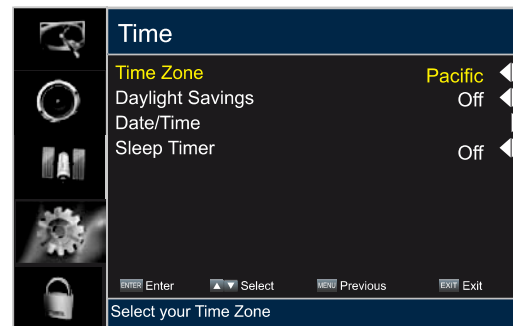 Time
Time Zone Pacific
Daylight Savings Off
Date/Time
Sleep Timer Off
ENTER Enter Select MENU Previous EXIT Exit
Select your Time Zone